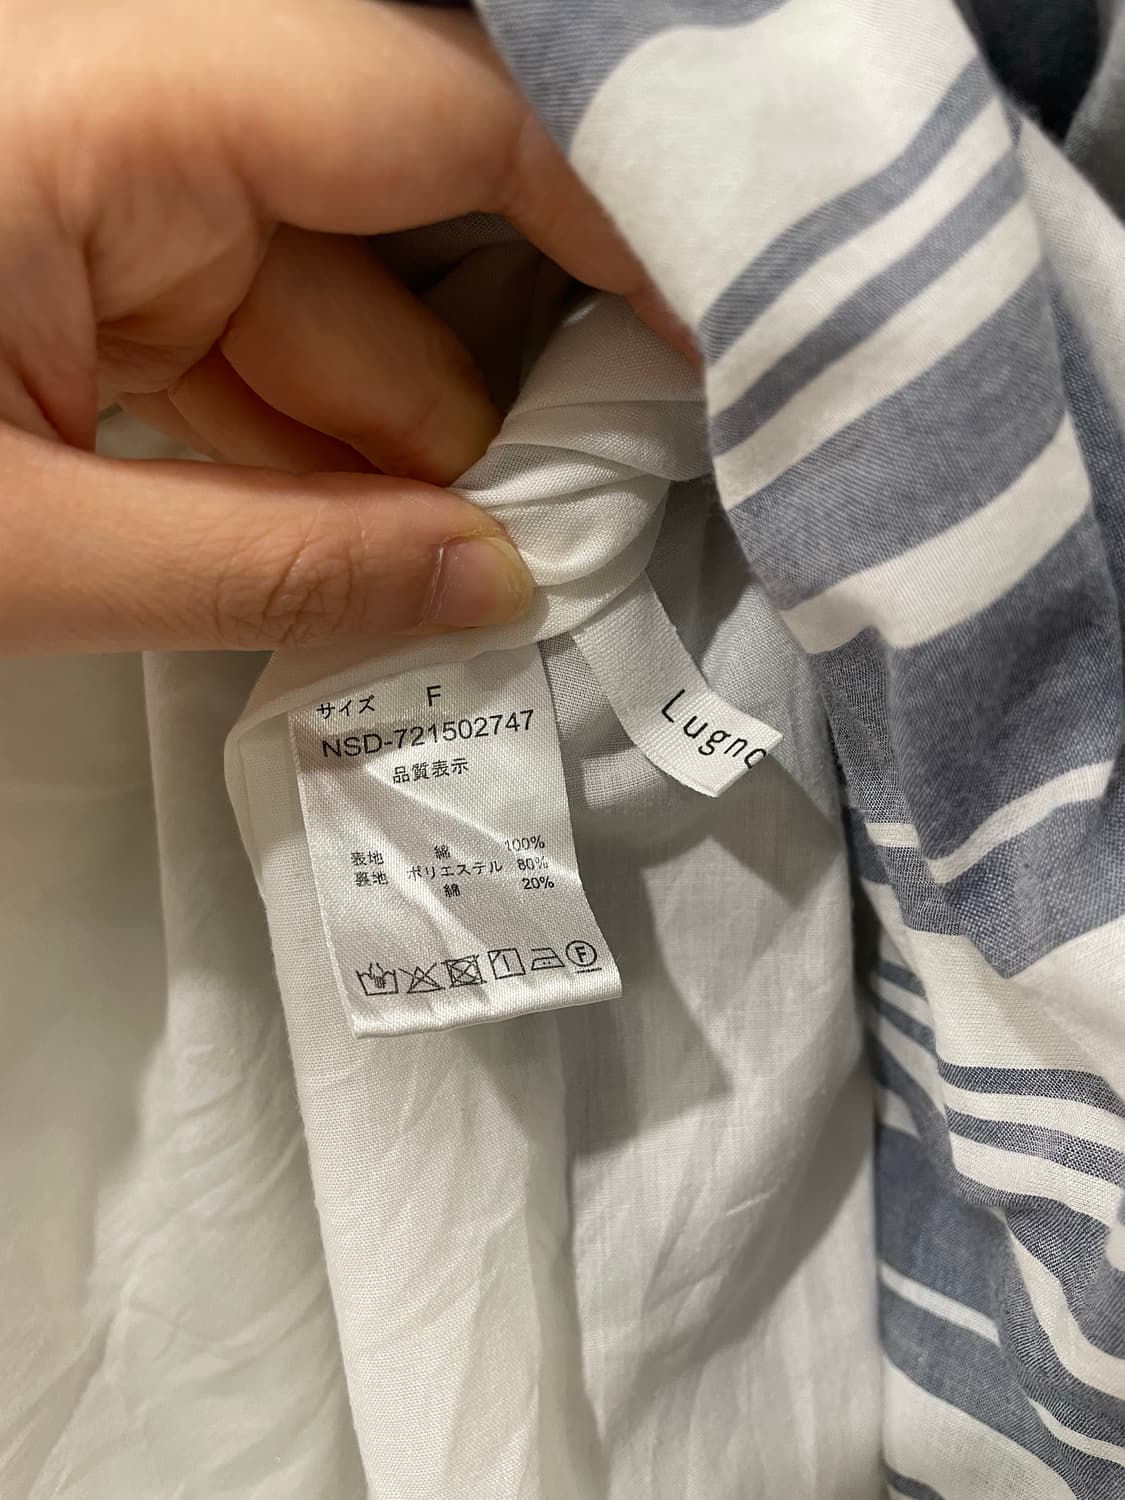 サイズ F
NSD-721502747
品質表示
表地 綿 100%
裏地 ポリエステル 80%
綿 20%
F
Lugno